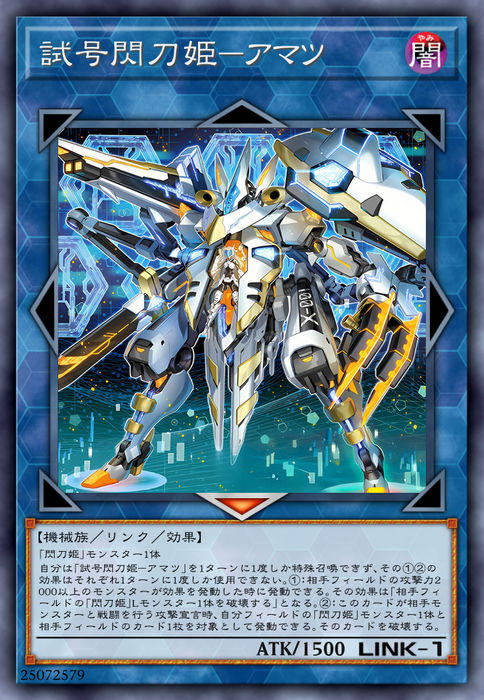 試号閃刀姫-アマツ
やみ
闇
X-001
【機械族/リンク/効果】
「閃刀姫」モンスター1体
自分は「試号閃刀姫-アマツ」を1ターンに1度しか特殊召喚できず、その①②の
効果はそれぞれ1ターンに1度しか使用できない。①:相手フィールドの攻撃力2
000以上のモンスターが効果を発動した時に発動できる。その効果は「相手フィ
ールドの「閃刀姫」Lモンスター1体を破壊する」となる。②:このカードが相手モン
スターと戦闘を行う攻撃宣言時、自分フィールドの「閃刀姫」モンスター1体と
相手フィールドのカード1枚を対象として発動できる。そのカードを破壊する。
ATK/1500 LINK-1
25072579